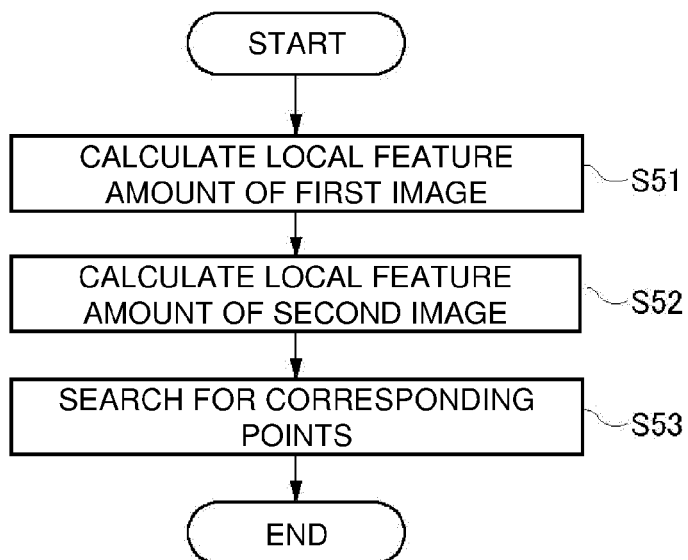 START
CALCULATE LOCAL FEATURE
AMOUNT OF FIRST IMAGE
S51
CALCULATE LOCAL FEATURE
AMOUNT OF SECOND IMAGE
S52
SEARCH FOR CORRESPONDING
POINTS
S53
END